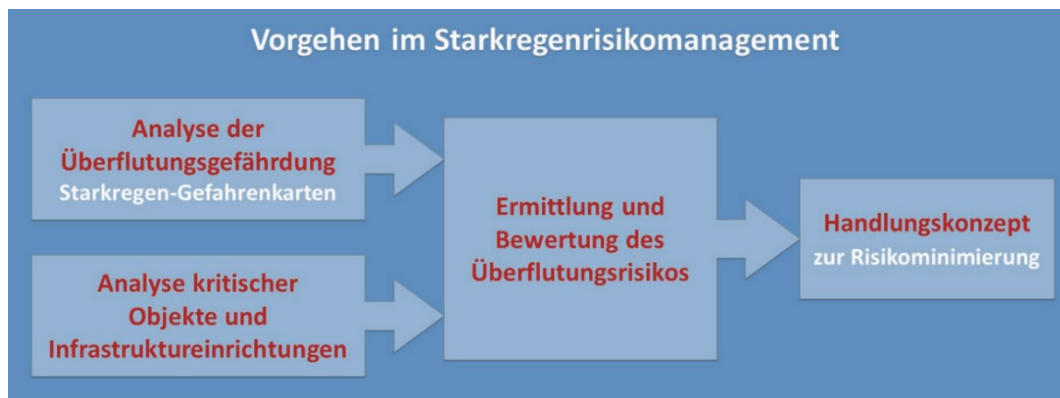 Vorgehen im Starkregenrisikomanagement
Analyse der
Überflutungsgefährdung
Starkregen-Gefahrenkarten
Analyse kritischer
Objekte und
Infrastruktureinrichtungen
Ermittlung und
Bewertung des
Überflutungsrisikos
Handlungskonzept
zur Risikominimierung